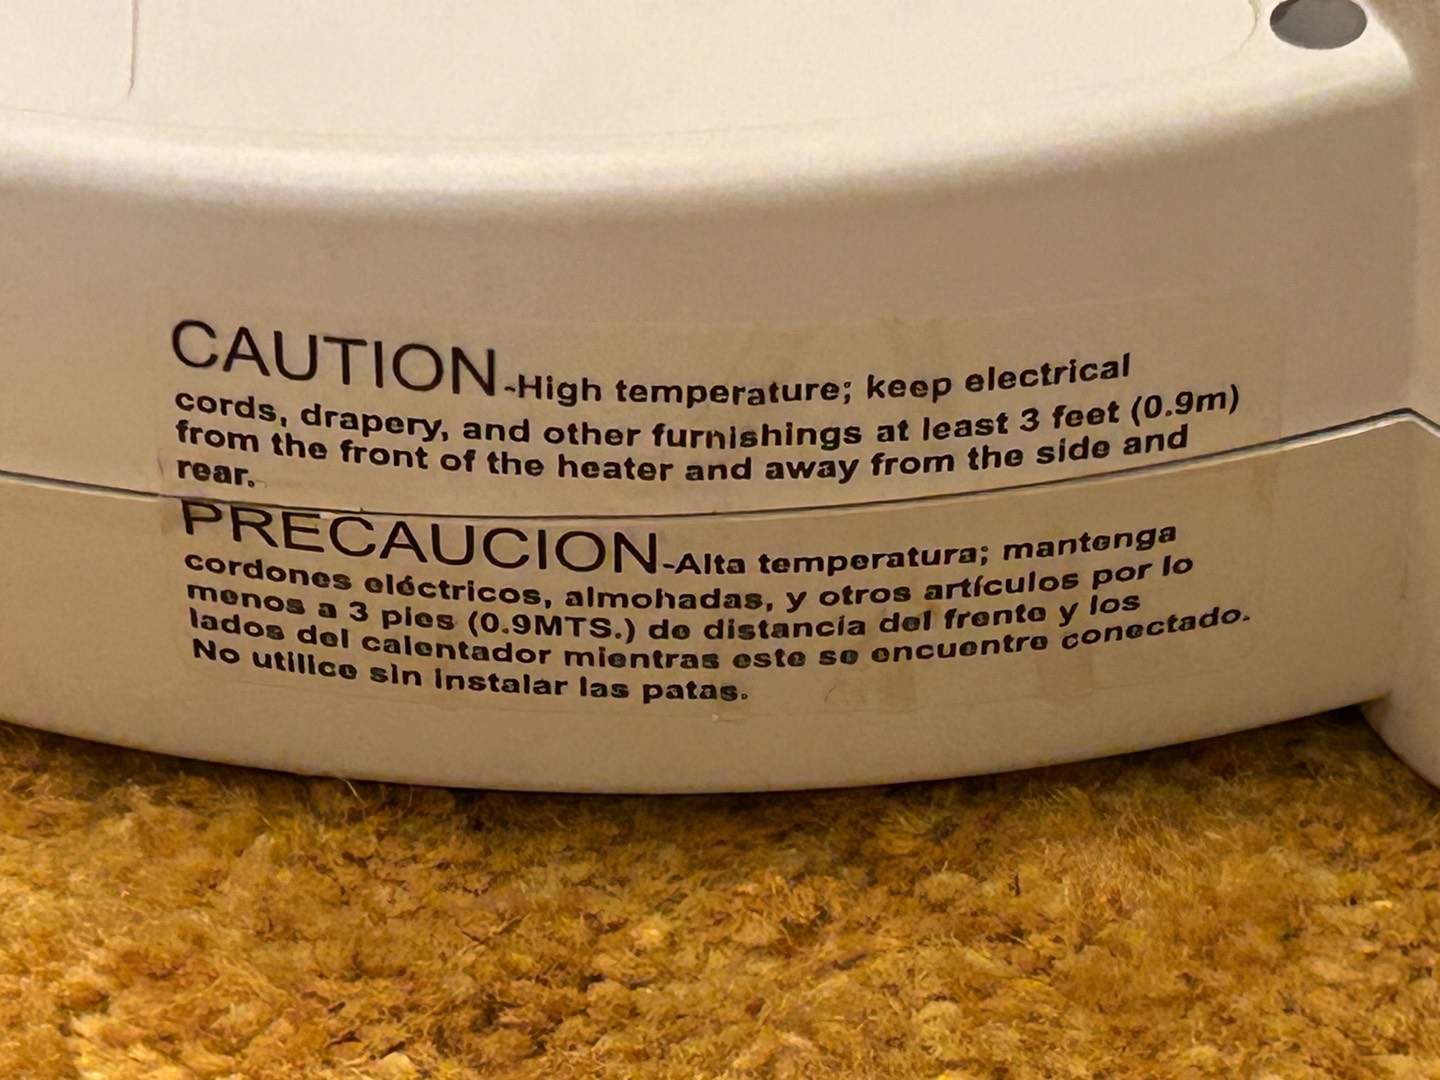 CAUTION-High temperature; keep electrical
cords, drapery, and other furnishings at least 3 feet (0.9m)
from the front of the heater and away from the side and
rear.
PRECAUCION-Alta temperatura; mantenga
cordones eléctricos, almohadas, y otros artículos por lo
menos a 3 pies (0.9MTS.) de distancia del frente y los
lados del calentador mientras este se encuentre conectado.
No utilice sin instalar las patas.